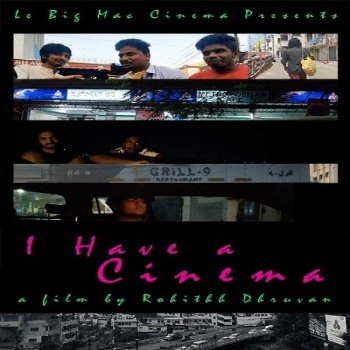 Le Big Mac Cinema Presents
GRILL-9
RESTAURANT
I Have a
Cinema
a film by Rohithh Dhruvan